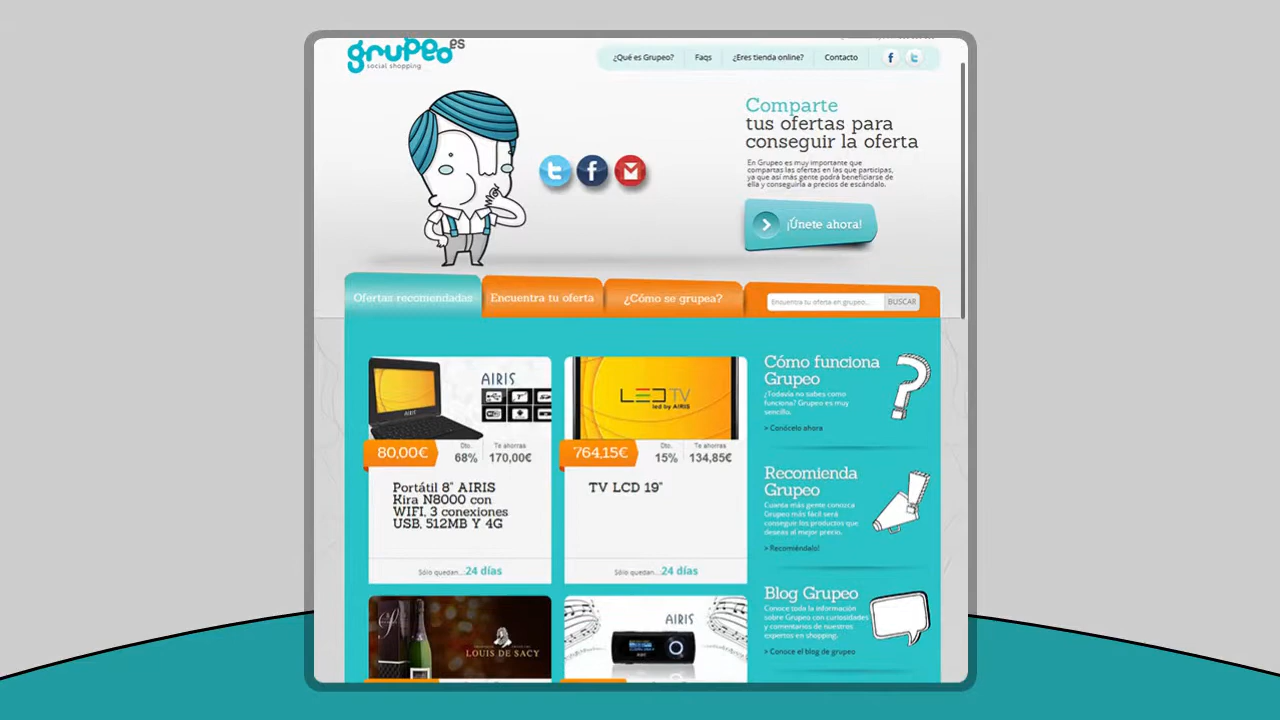 grupeo es
social shopping
¿Qué es Grupeo?
Faqs
¿Eres tienda online?
Contacto
Comparte
tus ofertas para
conseguir la oferta
En Grupeo es muy importante que
compartas las ofertas en las que participas,
ya que así más gente podrá beneficiarse de
ella y conseguirla a precios de escándalo.
¡Únete ahora!
Ofertas recomendadas
Encuentra tu oferta
¿Cómo se grupea?
Encuentra tu oferta en grupeo...
BUSCAR
AIRIS
AIRIS
80,00€
Dto.
68%
Te ahorras
170,00€
Portátil 8" AIRIS
Kira N8000 con
WIFI, 3 conexiones
USB, 512MB Y 4G
Sólo quedan...24 días
LED TV
led by AIRIS
764,15€
Dto.
15%
Te ahorras
134,85€
TV LCD 19"
Sólo quedan...24 días
Cómo funciona
Grupeo
¿Todavía no sabes como
funciona? Grupeo es muy
sencillo.
> Conócelo ahora
Recomienda
Grupeo
Cuanta más gente conozca
Grupeo más fácil será
conseguir los productos que
deseas al mejor precio.
> Recomiéndalo!
Blog Grupeo
Conoce toda la información
sobre Grupeo con curiosidades
y comentarios de nuestros
expertos en shopping.
> Conoce el blog de grupeo
LOUIS DE SACY
AIRIS